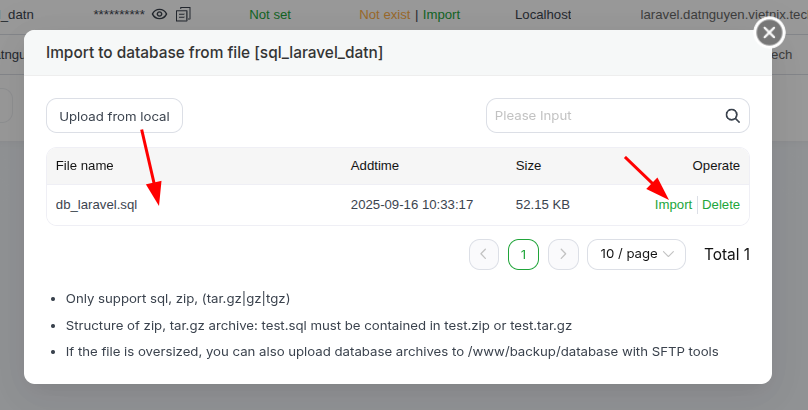 _datn ********** Not set Not exist | Import Localhost laravel.datnguyen.vietnix.tec
Import to database from file [sql_laravel_datn]
Upload from local Please Input
File name Addtime Size Operate
db_laravel.sql 2025-09-16 10:33:17 52.15 KB Import | Delete
1 10 / page Total 1
• Only support sql, zip, (tar.gz|gz|tgz)
• Structure of zip, tar.gz archive: test.sql must be contained in test.zip or test.tar.gz
• If the file is oversized, you can also upload database archives to /www/backup/database with SFTP tools